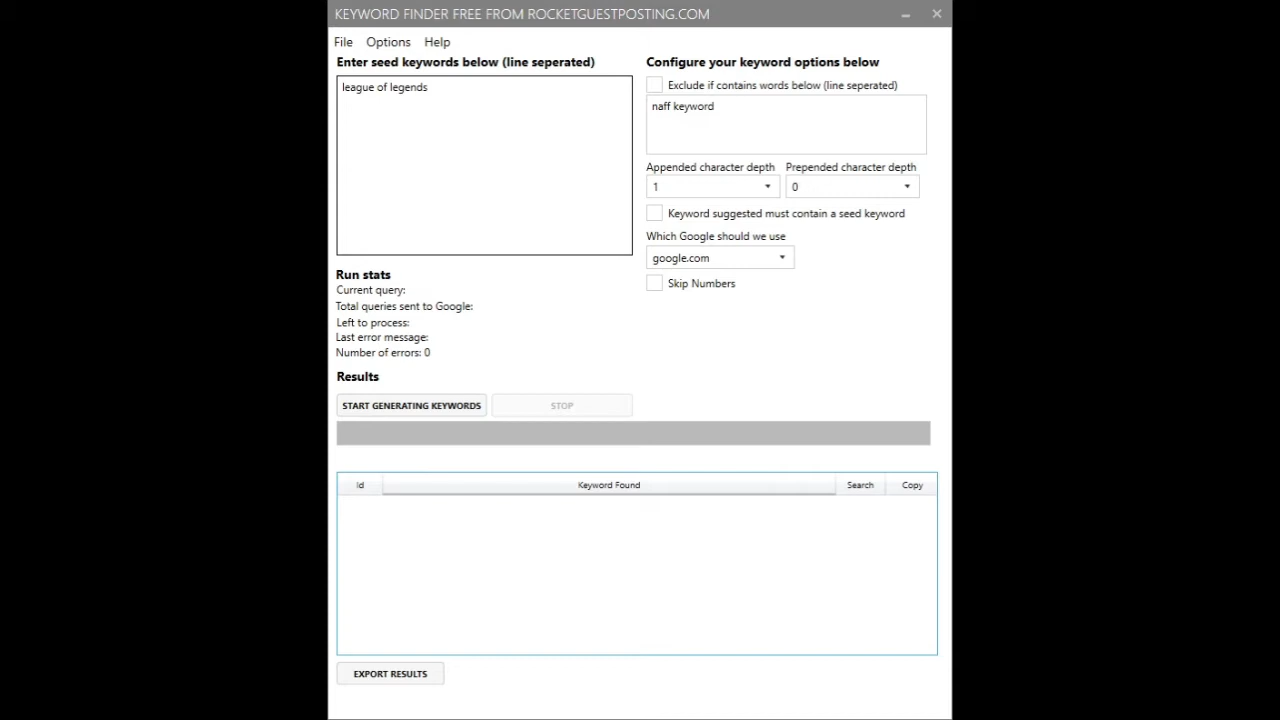 KEYWORD FINDER FREE FROM ROCKETGUESTPOSTING.COM
File Options Help
Enter seed keywords below (line seperated)
league of legends
Configure your keyword options below
Exclude if contains words below (line seperated)
naff keyword
Appended character depth Prepended character depth
1 0
Keyword suggested must contain a seed keyword
Which Google should we use
google.com
Skip Numbers
Run stats
Current query:
Total queries sent to Google:
Left to process:
Last error message:
Number of errors: 0
Results
START GENERATING KEYWORDS STOP
Id Keyword Found Search Copy
EXPORT RESULTS